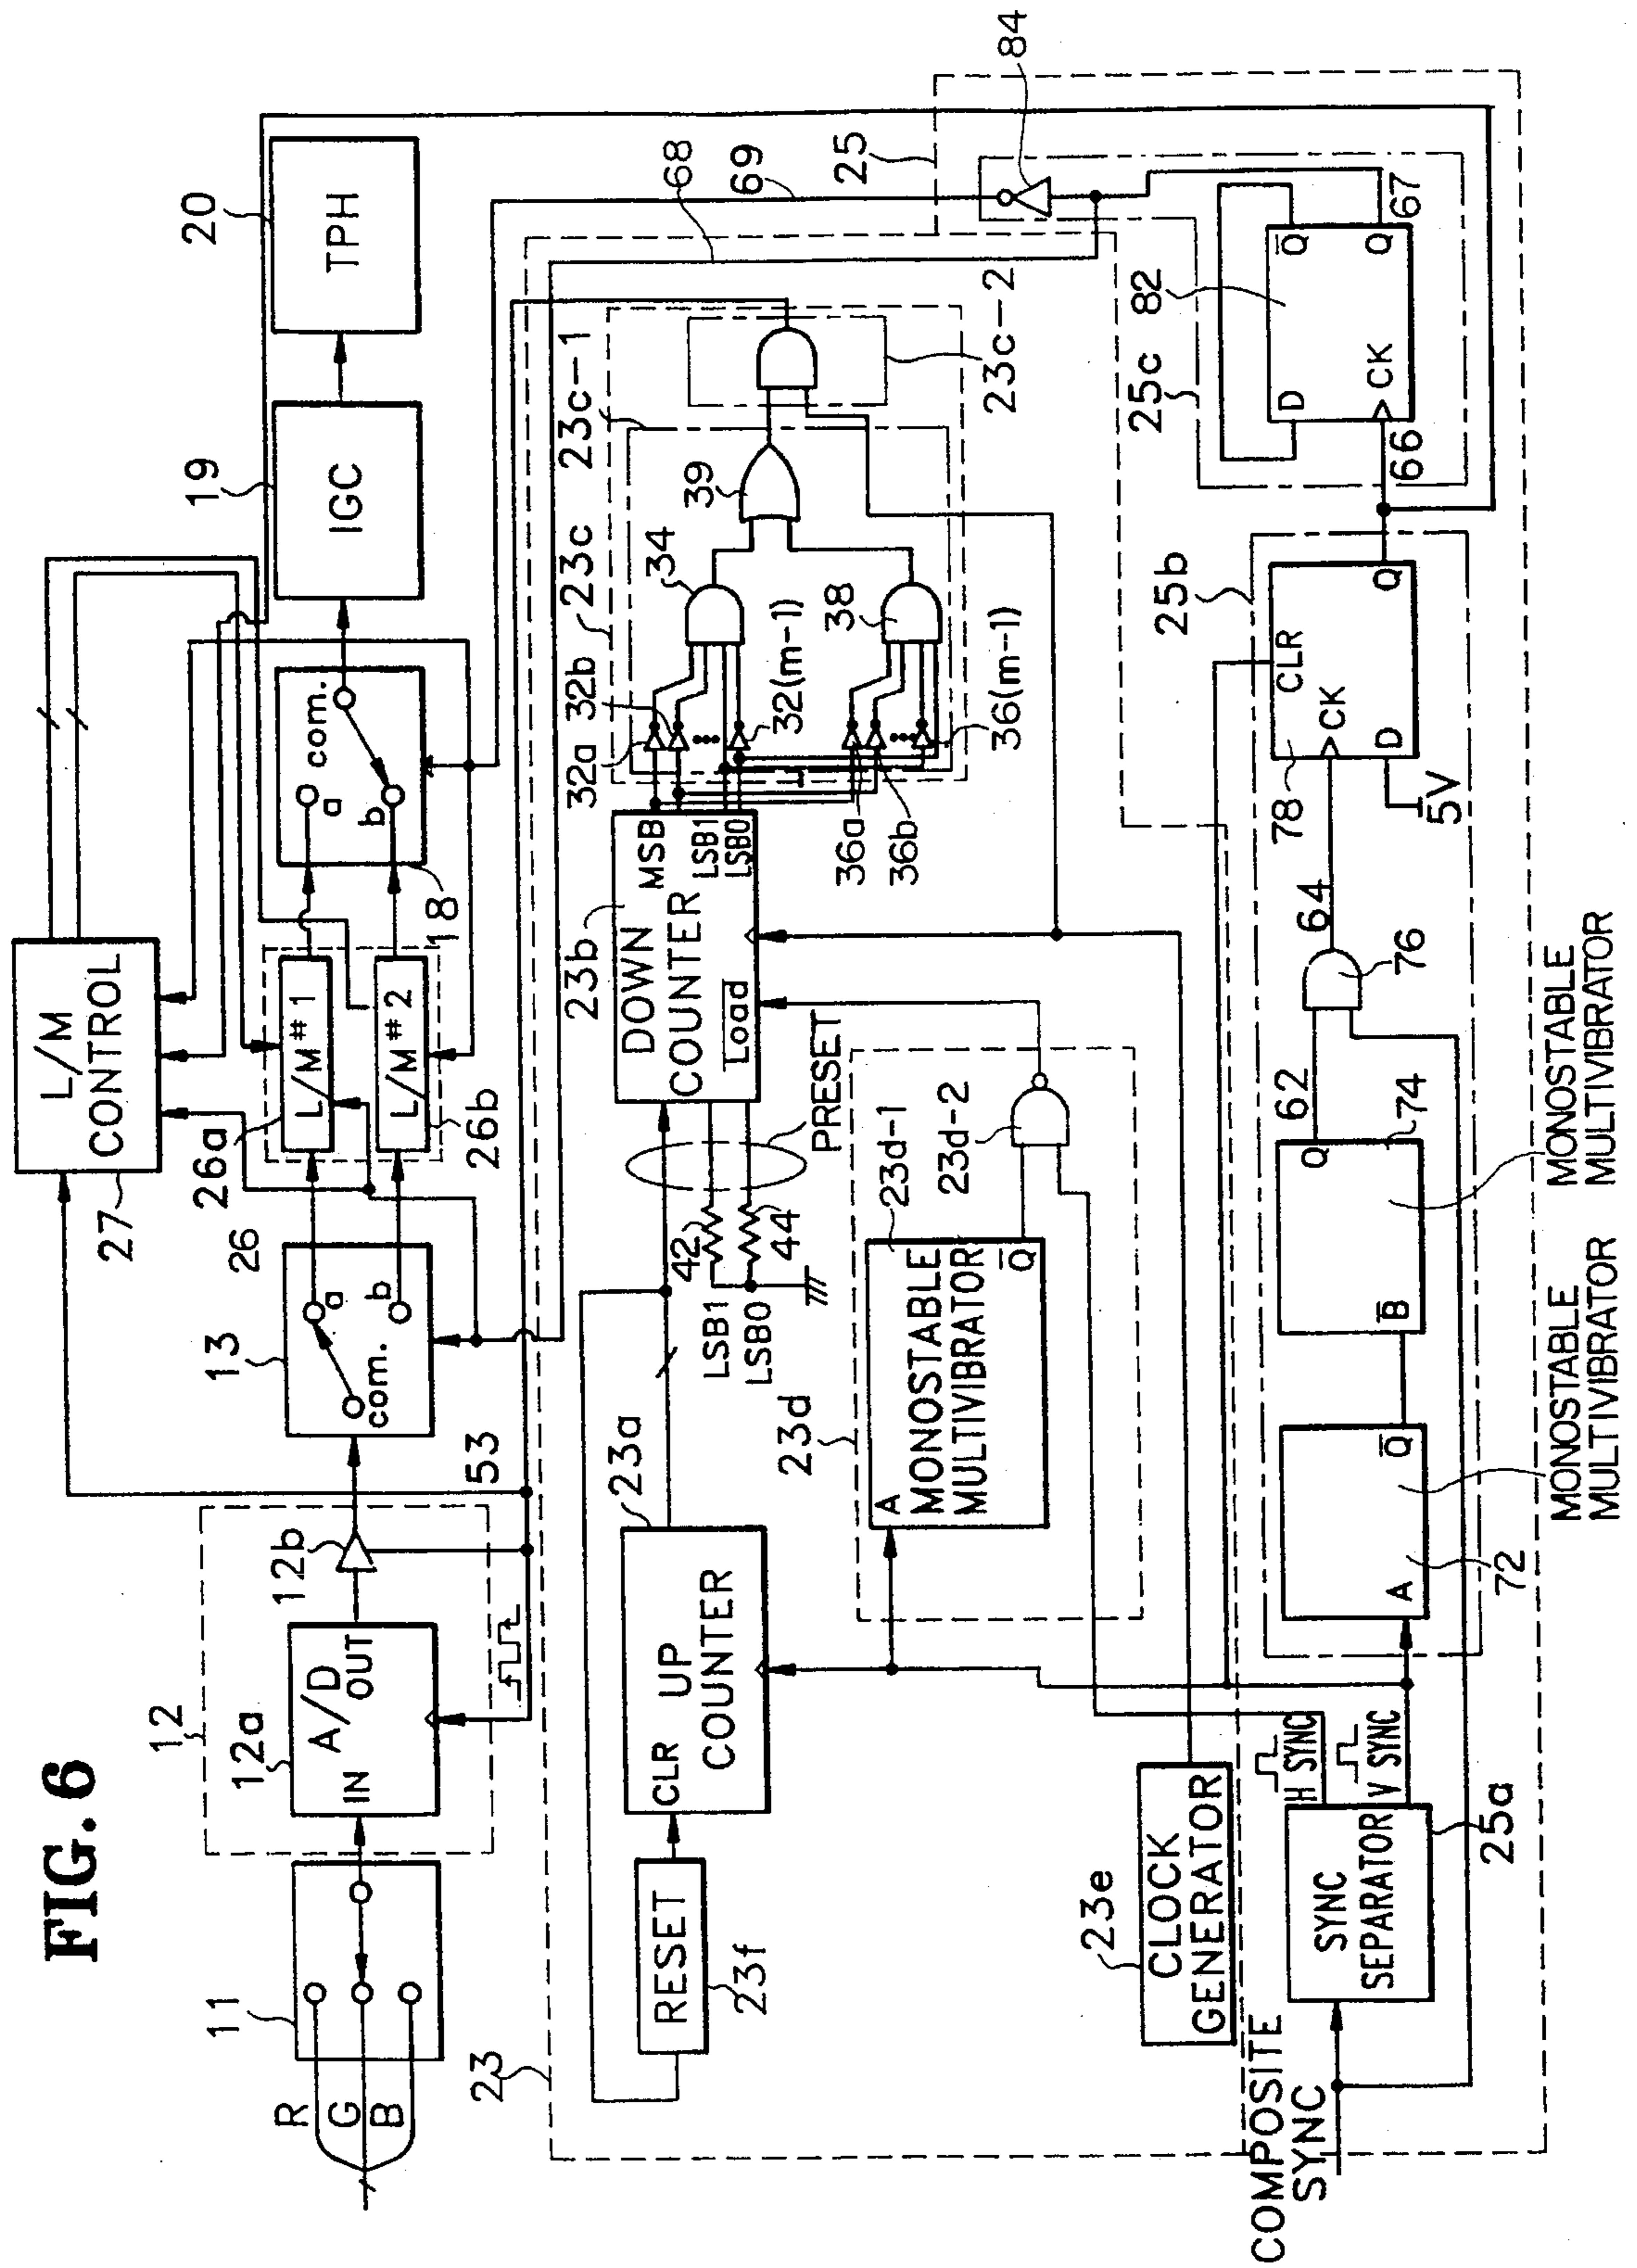 FIG. 6
R
G
B
11
12
12a
A/D
IN
OUT
12b
53
13
com.
a
b
26
26a
26b
L/M # 1
L/M # 2
27
L/M
CONTROL
18
a
b
com.
19
IGC
20
TPH
23
RESET
23f
CLR UP
COUNTER
23a
LSB1
LSB0
42
44
PRESET
23b
DOWN
COUNTER
Load
MSB
LSB1
LSB0
32a
32b
32(m-1)
36a
36b
36(m-1)
34
38
39
23c
23c-1
23c-2
68
69
23d
A
MONOSTABLE
MULTIVIBRATOR
Q
23d-1
23d-2
23e
CLOCK
GENERATOR
COMPOSITE
SYNC
SYNC
SEPARATOR
25a
H SYNC
V SYNC
72
A
Q
MONOSTABLE
MULTIVIBRATOR
B
Q
74
MONOSTABLE
MULTIVIBRATOR
62
76
64
78
CLR
CK
D
Q
5V
25b
66
25c
82
D
CK
Q
Q
67
84
25